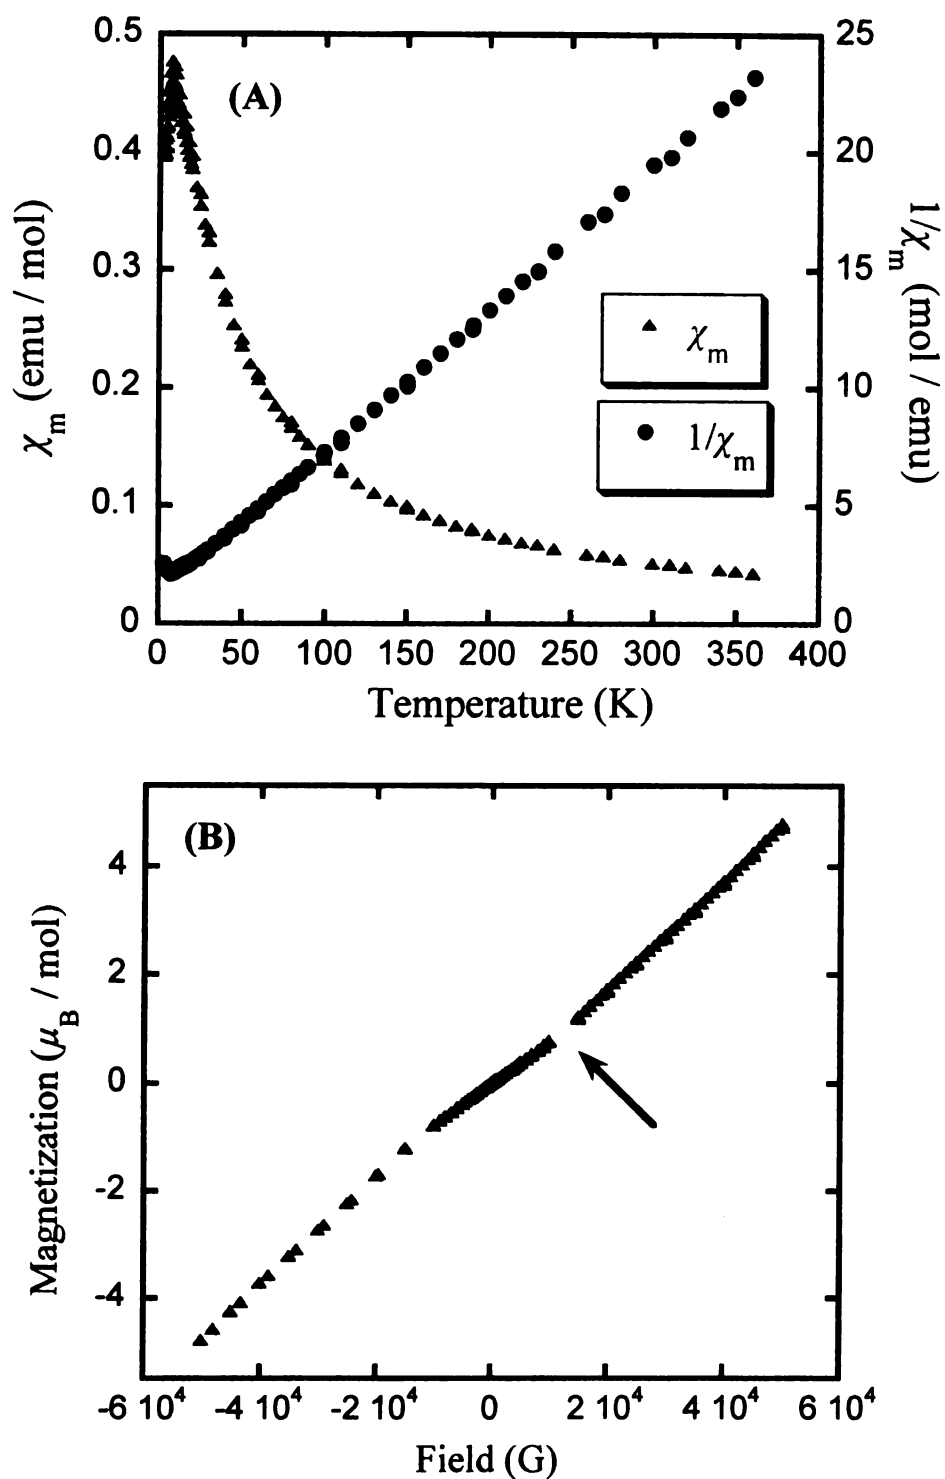 (A)
0.5
0.4
0.3
0.2
0.1
0
25
20
15
10
5
0
χm (emu / mol)
1/χm (mol / emu)
χm
1/χm
0 50 100 150 200 250 300 350 400
Temperature (K)
(B)
4
2
0
-2
-4
Magnetization (μB / mol)
-6 10⁴ -4 10⁴ -2 10⁴ 0 2 10⁴ 4 10⁴ 6 10⁴
Field (G)